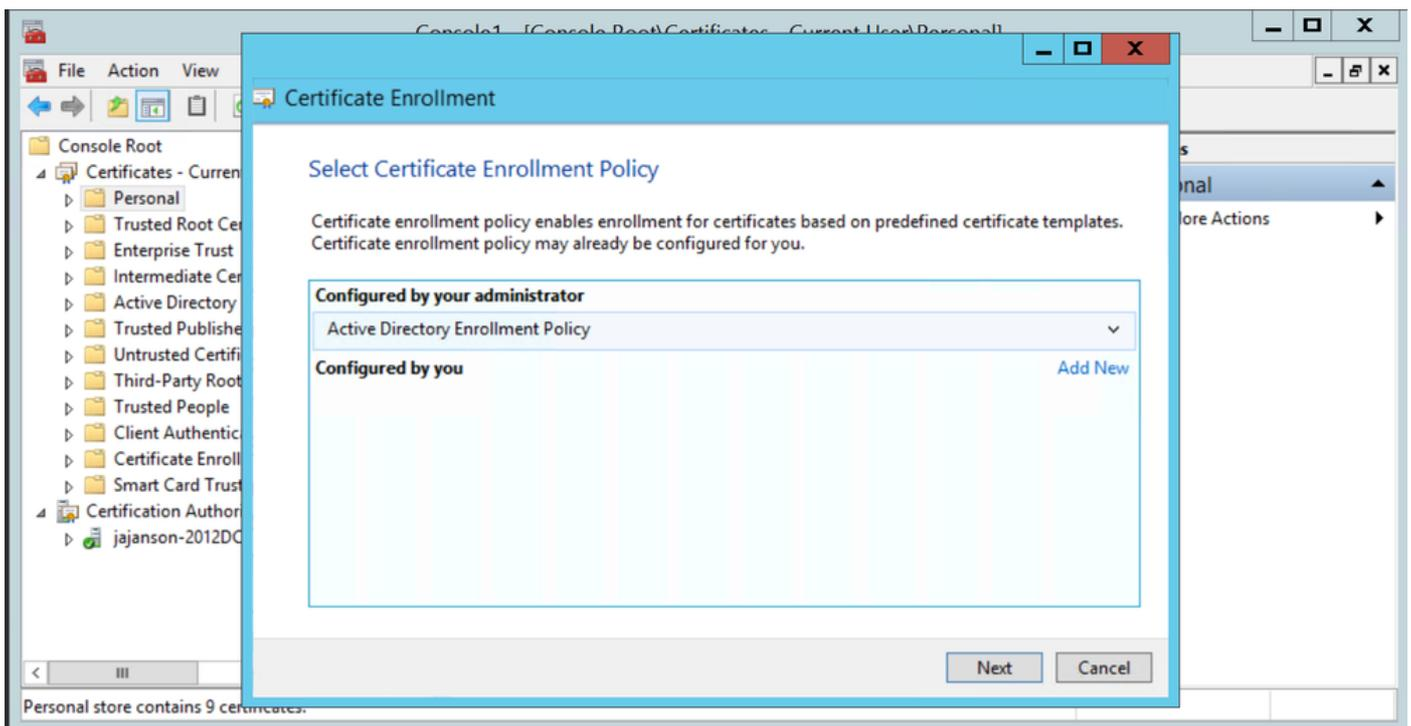 Console1 - [Console Root\Certificates - Current User\Personal]
File Action View
Certificate Enrollment
Console Root
Certificates - Curren
Personal
Trusted Root Cer
Enterprise Trust
Intermediate Cer
Active Directory
Trusted Publishe
Untrusted Certifi
Third-Party Root
Trusted People
Client Authentica
Certificate Enroll
Smart Card Trust
Certification Authori
jajanson-2012DC
Select Certificate Enrollment Policy
Certificate enrollment policy enables enrollment for certificates based on predefined certificate templates.
Certificate enrollment policy may already be configured for you.
Configured by your administrator
Active Directory Enrollment Policy
Configured by you Add New
Next Cancel
s
onal
lore Actions
Personal store contains 9 certificates.